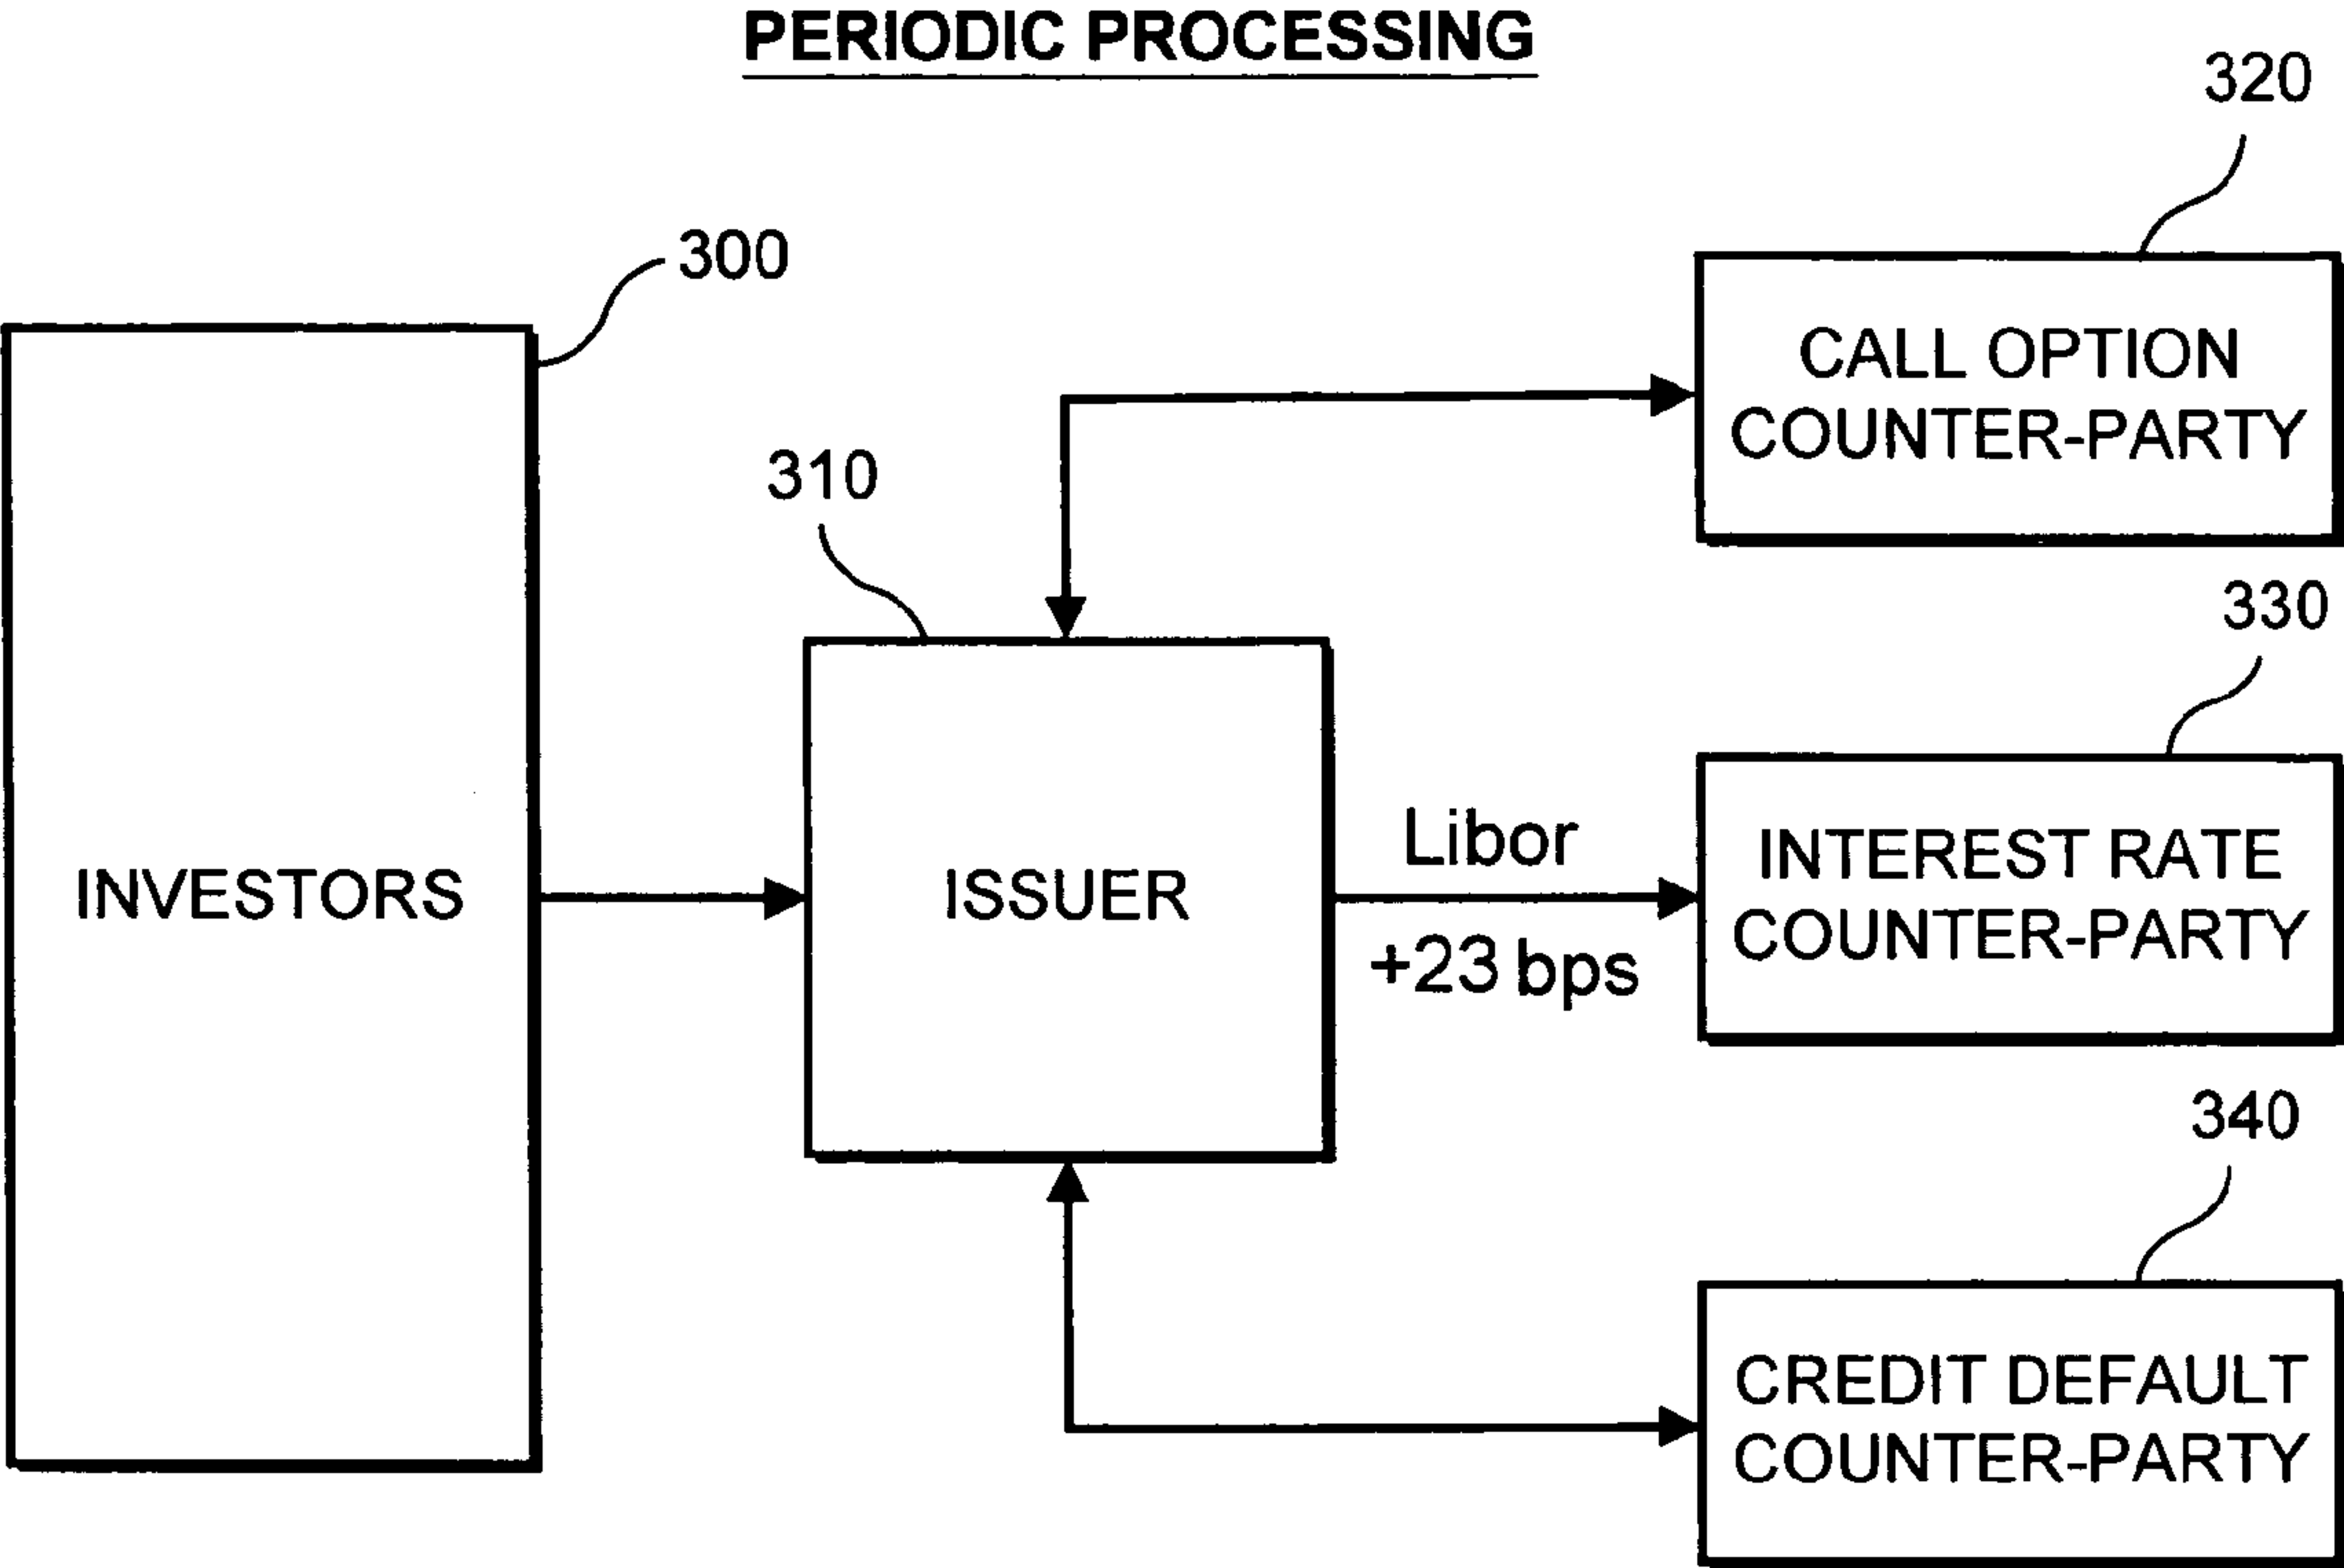 PERIODIC PROCESSING
320
300
CALL OPTION
COUNTER-PARTY
310
330
Libor
INTEREST RATE
INVESTORS
ISSUER
COUNTER-PARTY
+23 bps
340
CREDIT DEFAULT
COUNTER-PARTY